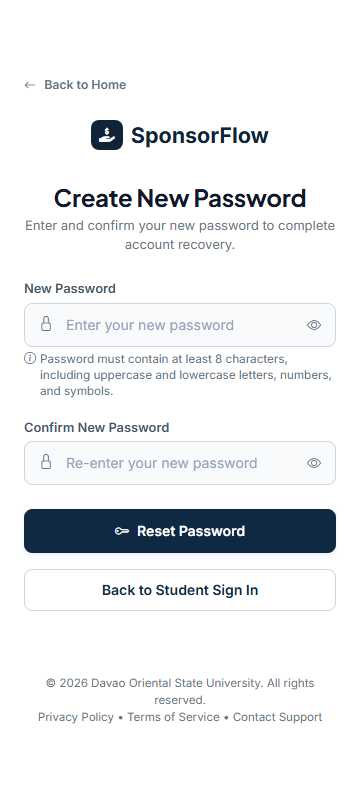 ← Back to Home
SponsorFlow
Create New Password
Enter and confirm your new password to complete
account recovery.
New Password
Enter your new password
Password must contain at least 8 characters,
including uppercase and lowercase letters, numbers,
and symbols.
Confirm New Password
Re-enter your new password
Reset Password
Back to Student Sign In
© 2026 Davao Oriental State University. All rights
reserved.
Privacy Policy • Terms of Service • Contact Support